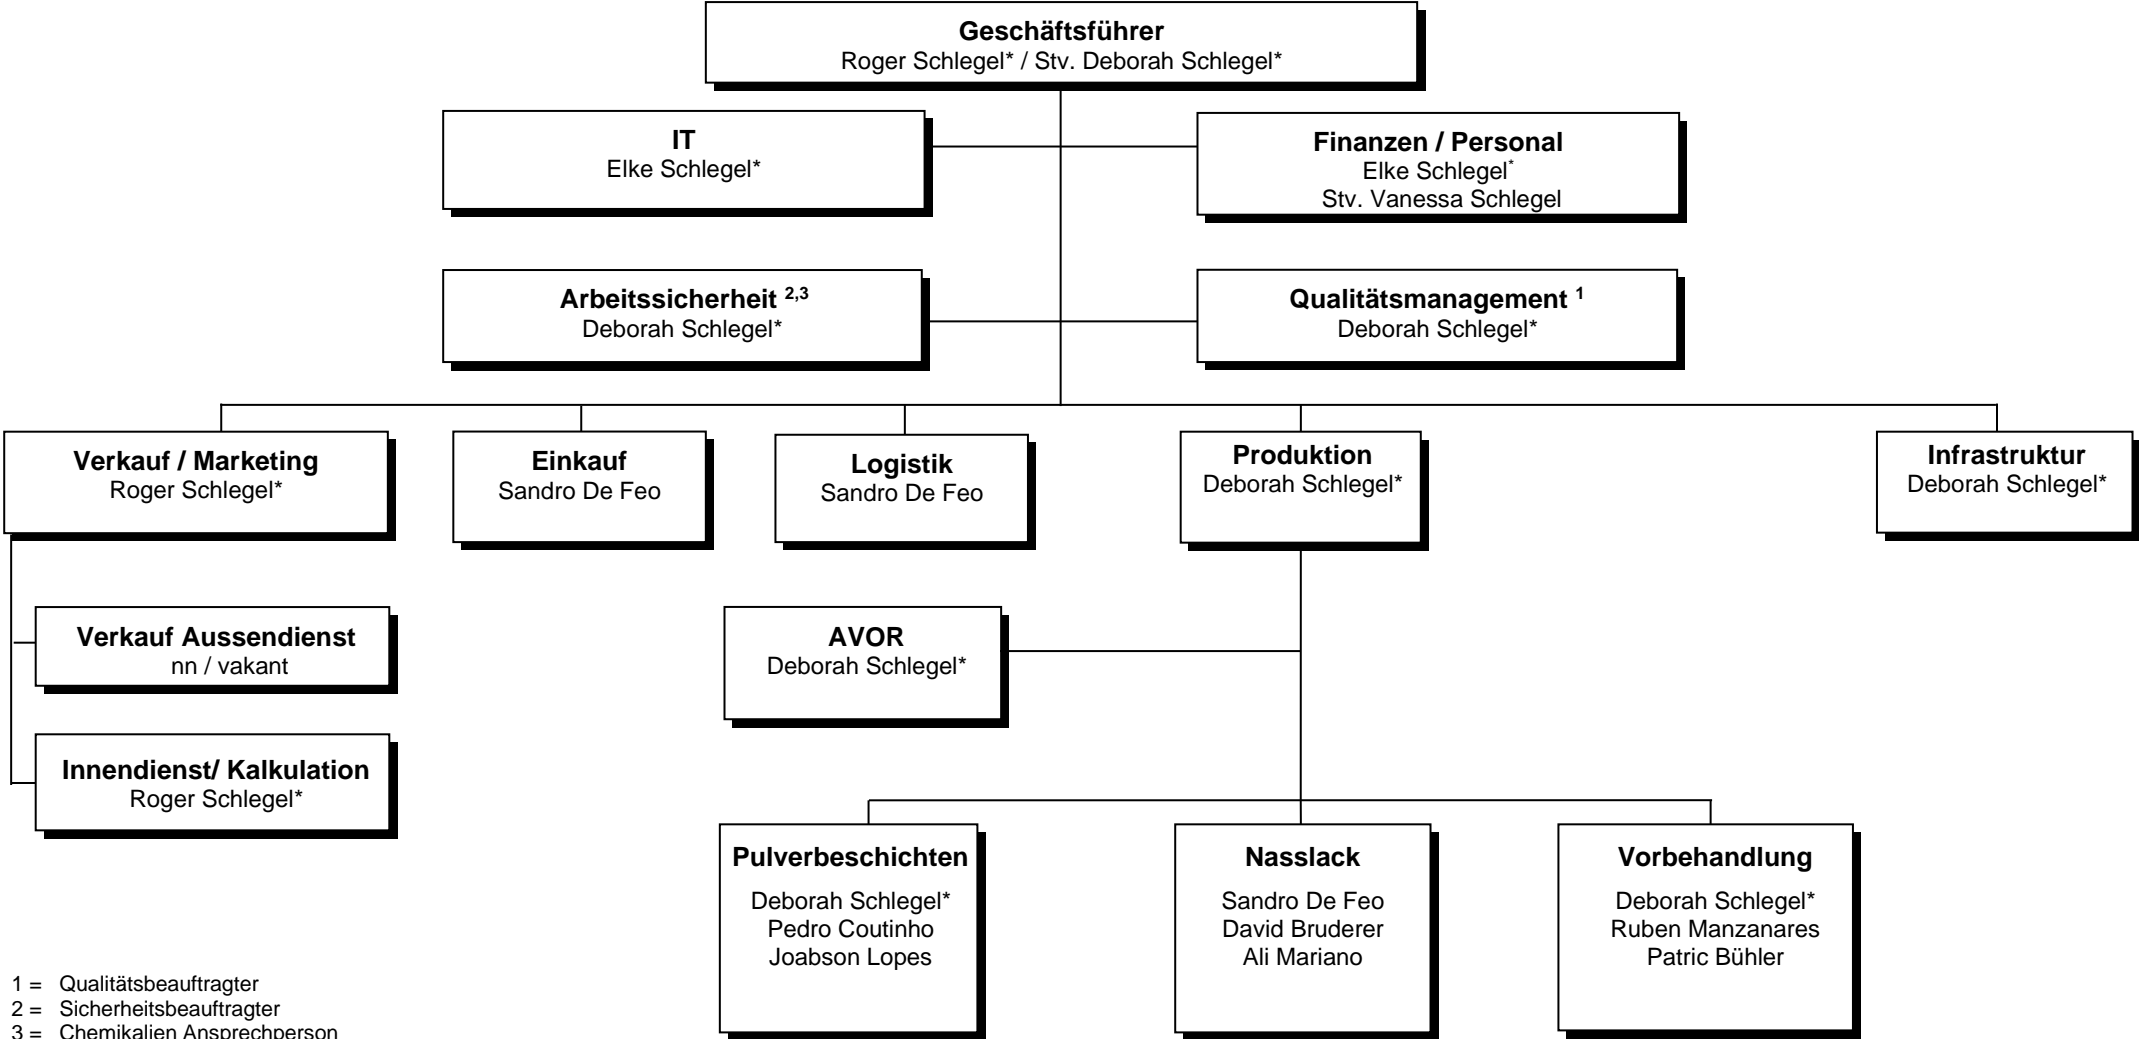 Geschäftsführer
Roger Schlegel* / Stv. Deborah Schlegel*
IT
Elke Schlegel*
Finanzen / Personal
Elke Schlegel*
Stv. Vanessa Schlegel
Arbeitssicherheit 2,3
Deborah Schlegel*
Qualitätsmanagement 1
Deborah Schlegel*
Verkauf / Marketing
Roger Schlegel*
Einkauf
Sandro De Feo
Logistik
Sandro De Feo
Produktion
Deborah Schlegel*
Infrastruktur
Deborah Schlegel*
Verkauf Aussendienst
nn / vakant
Innendienst/ Kalkulation
Roger Schlegel*
AVOR
Deborah Schlegel*
Pulverbeschichten
Deborah Schlegel*
Pedro Coutinho
Joabson Lopes
Nasslack
Sandro De Feo
David Bruderer
Ali Mariano
Vorbehandlung
Deborah Schlegel*
Ruben Manzanares
Patric Bühler
1 = Qualitätsbeauftragter
2 = Sicherheitsbeauftragter
3 = Chemikalien Ansprechperson